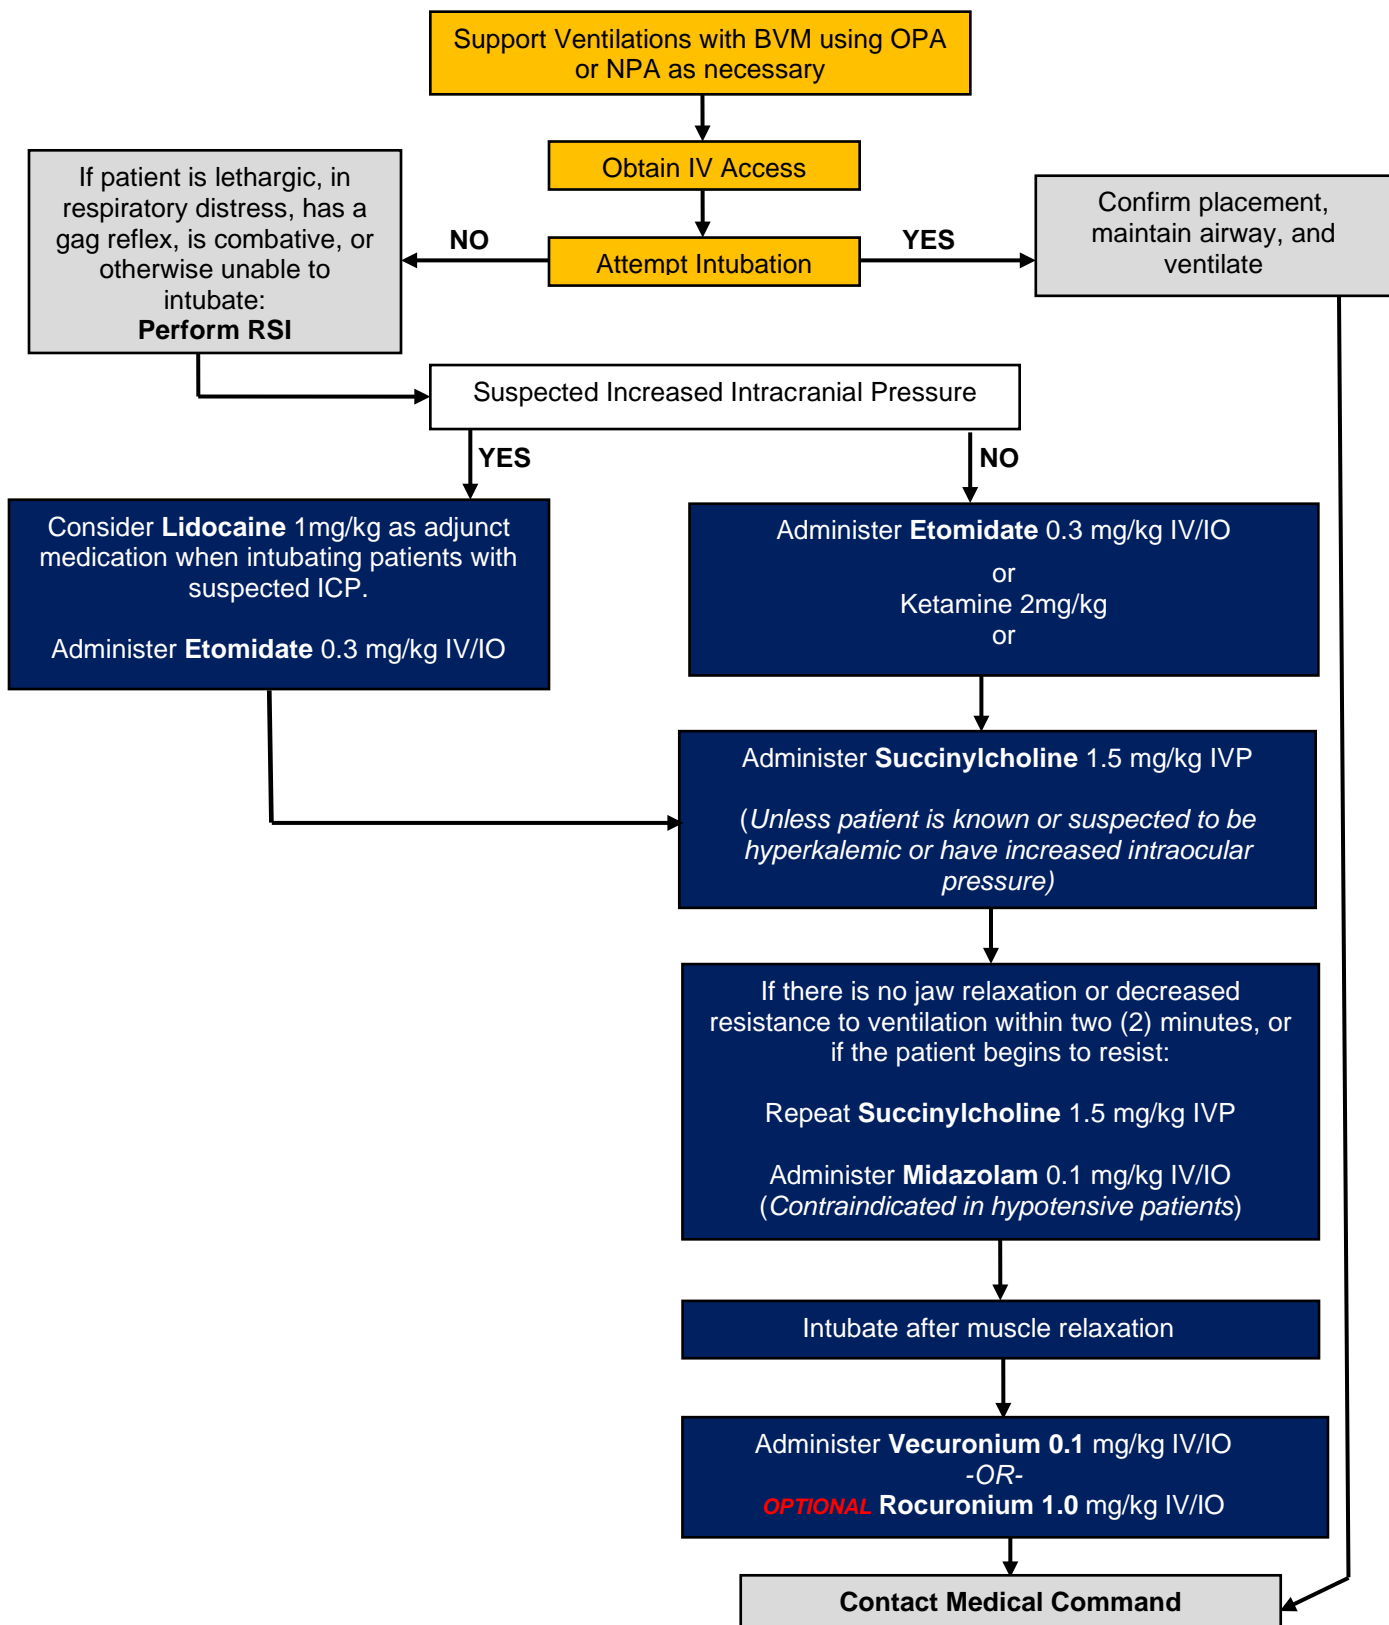 Support Ventilations with BVM using OPA
or NPA as necessary
Obtain IV Access
If patient is lethargic, in
respiratory distress, has a
gag reflex, is combative, or
otherwise unable to
intubate:
Perform RSI
NO
Attempt Intubation
YES
Confirm placement,
maintain airway, and
ventilate
Suspected Increased Intracranial Pressure
YES
NO
Consider Lidocaine 1mg/kg as adjunct
medication when intubating patients with
suspected ICP.
Administer Etomidate 0.3 mg/kg IV/IO
Administer Etomidate 0.3 mg/kg IV/IO
or
Ketamine 2mg/kg
or
Administer Succinylcholine 1.5 mg/kg IVP
(Unless patient is known or suspected to be
hyperkalemic or have increased intraocular
pressure)
If there is no jaw relaxation or decreased
resistance to ventilation within two (2) minutes, or
if the patient begins to resist:
Repeat Succinylcholine 1.5 mg/kg IVP
Administer Midazolam 0.1 mg/kg IV/IO
(Contraindicated in hypotensive patients)
Intubate after muscle relaxation
Administer Vecuronium 0.1 mg/kg IV/IO
-OR-
OPTIONAL Rocuronium 1.0 mg/kg IV/IO
Contact Medical Command